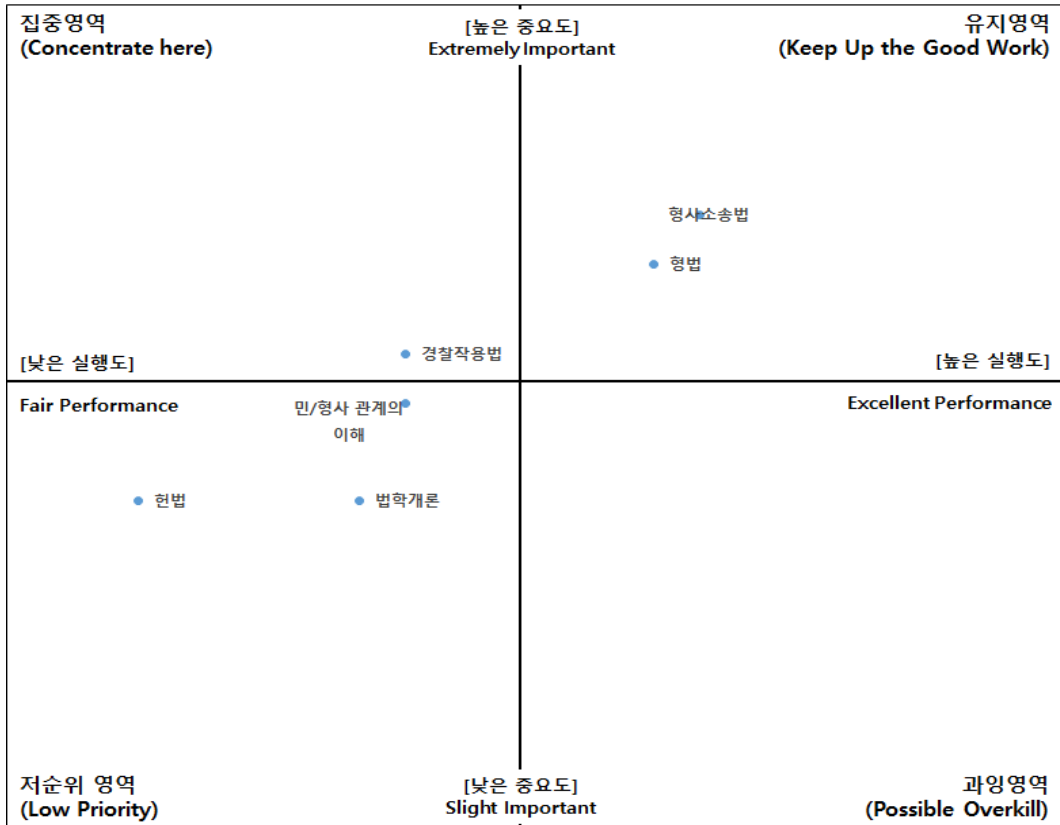 집중영역
(Concentrate here)
[높은 중요도]
Extremely Important
유지영역
(Keep Up the Good Work)
형사소송법
형법
경찰작용법
[낮은 실행도]
[높은 실행도]
Fair Performance
민/형사 관계의
이해
Excellent Performance
헌법
법학개론
저순위 영역
(Low Priority)
[낮은 중요도]
Slight Important
과잉영역
(Possible Overkill)